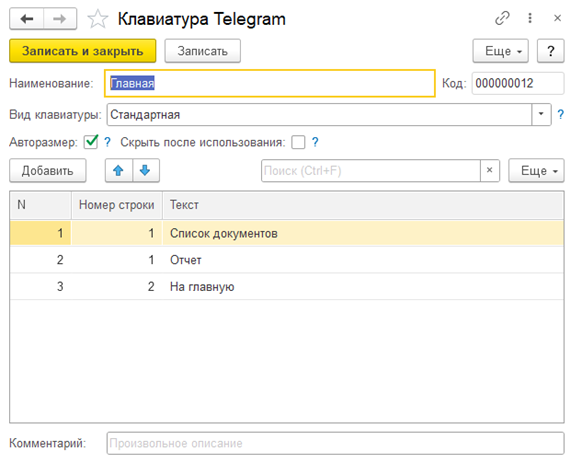 Клавиатура Telegram
Записать и закрыть Записать Еще ?
Наименование: Главная Код: 000000012
Вид клавиатуры: Стандартная ?
Авторазмер: ? Скрыть после использования: ?
Добавить Поиск (Ctrl+F) × Еще
N Номер строки Текст
1 1 Список документов
2 1 Отчет
3 2 На главную
Комментарий: Произвольное описание